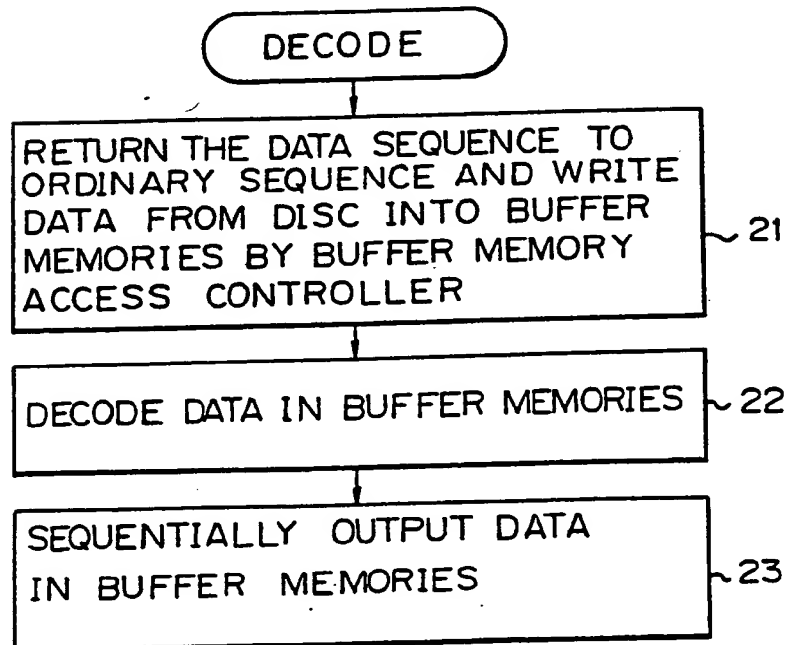 DECODE
RETURN THE DATA SEQUENCE TO
ORDINARY SEQUENCE AND WRITE
DATA FROM DISC INTO BUFFER
MEMORIES BY BUFFER MEMORY
ACCESS CONTROLLER
21
DECODE DATA IN BUFFER MEMORIES
22
SEQUENTIALLY OUTPUT DATA
IN BUFFER MEMORIES
23